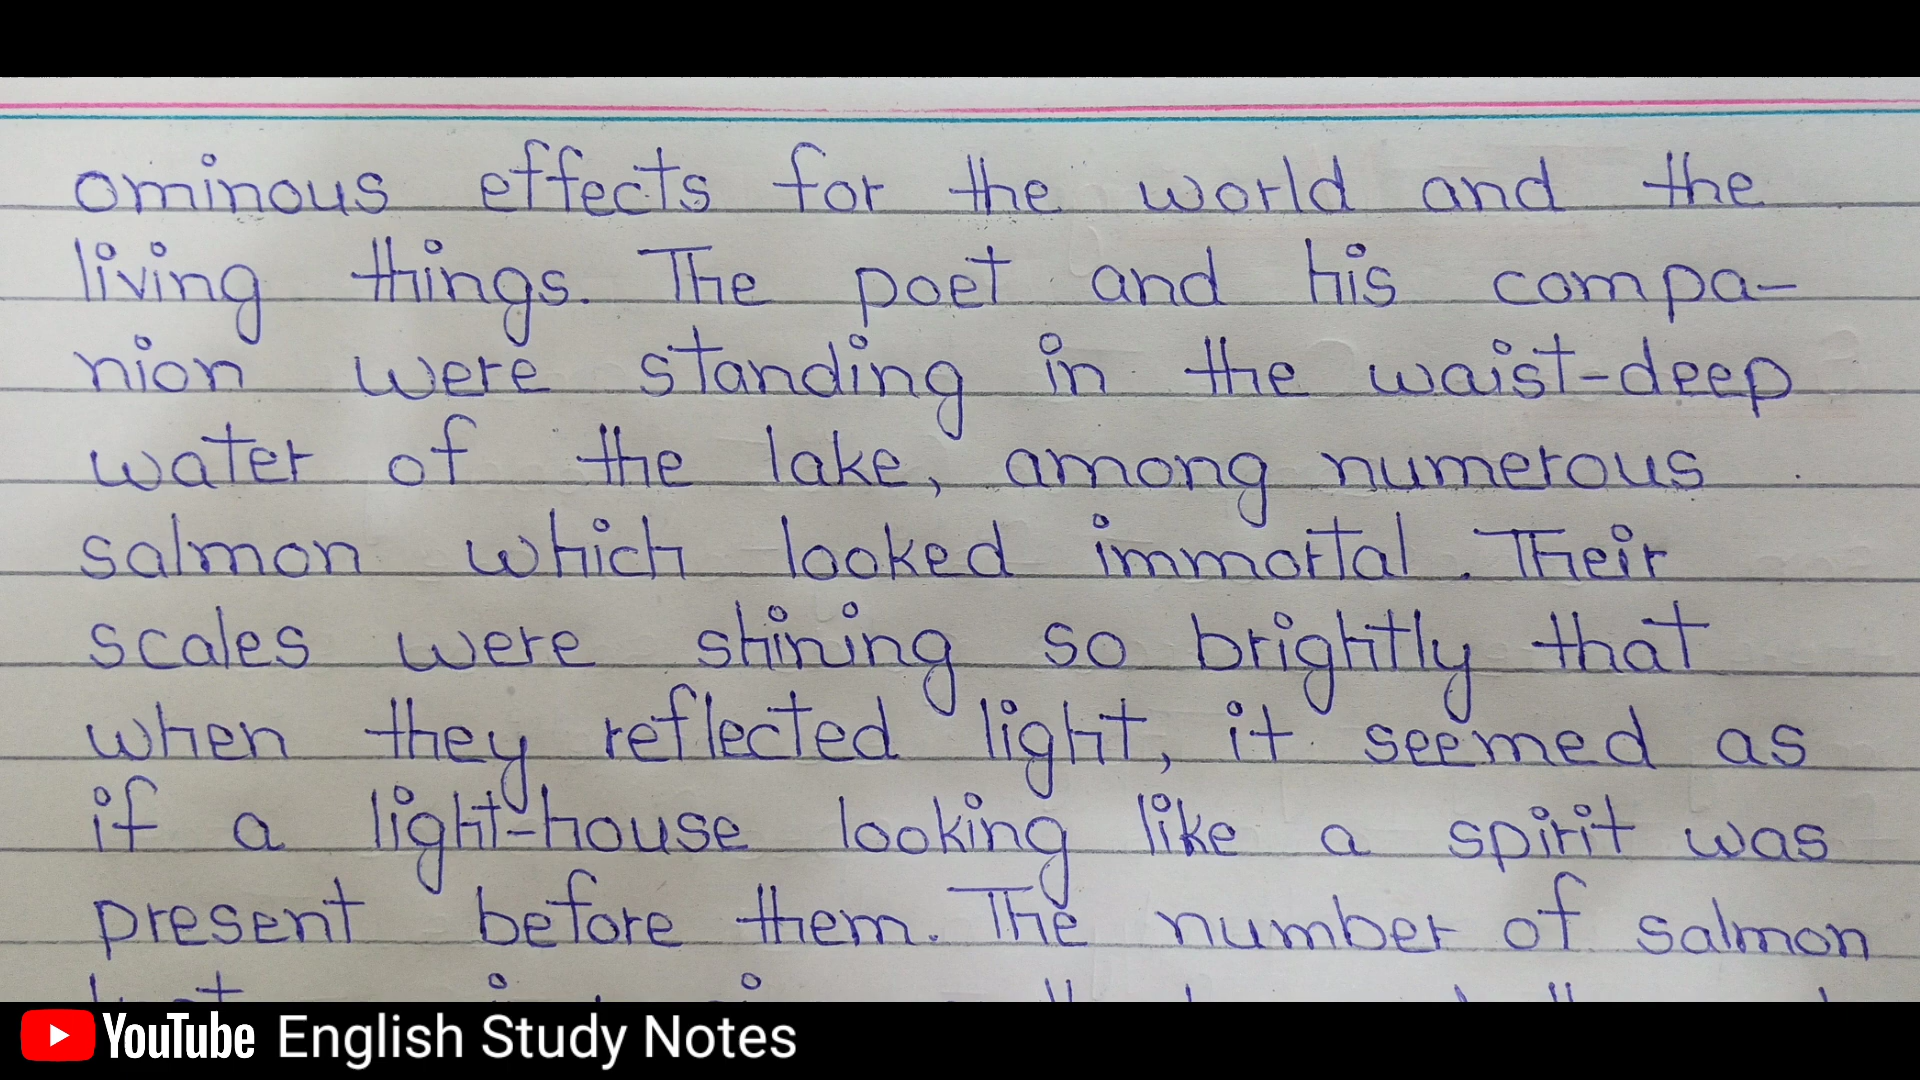 ominous effects for the world and the
living things. The poet and his compa-
nion were standing in the waist-deep
water of the lake, among numerous
salmon which looked immortal. Their
scales were shining so brightly that
when they reflected light, it seemed as
if a light-house looking like a spirit was
present before them. The number of salmon
YouTube English Study Notes